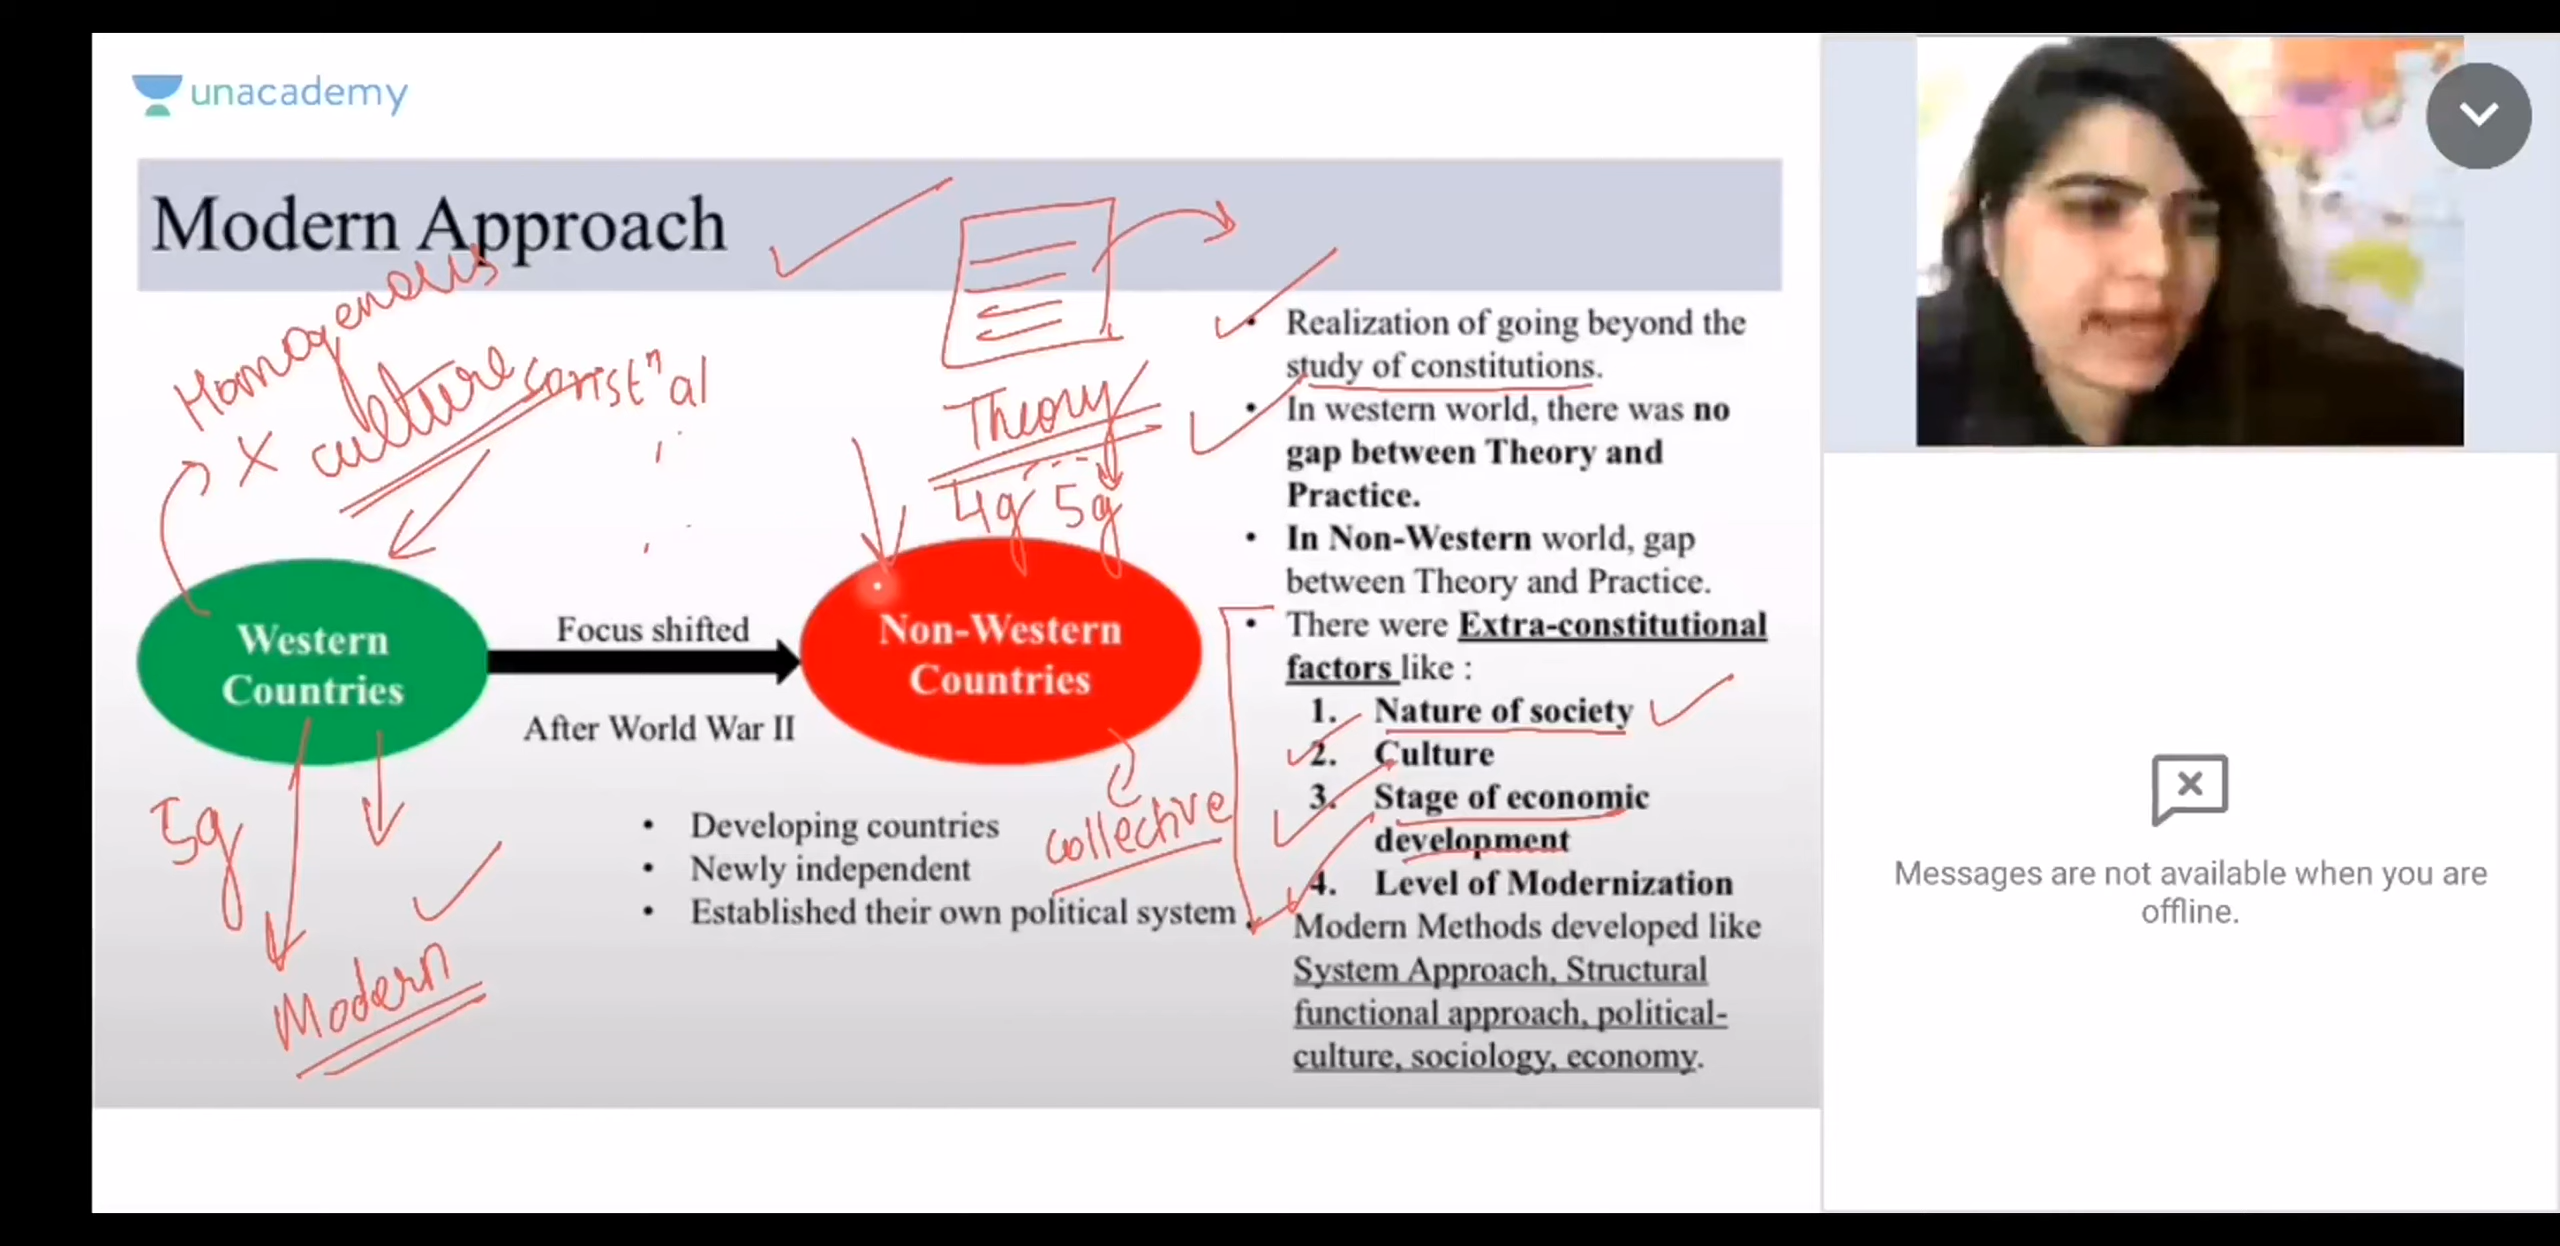 unacademy
Modern Approach
Homogenous
X culture
const"al
Theory
4g 5g
Western
Countries
Focus shifted
After World War II
Non-Western
Countries
5g
Modern
collective
• Developing countries
• Newly independent
• Established their own political system
• Realization of going beyond the
study of constitutions.
• In western world, there was no
gap between Theory and
Practice.
• In Non-Western world, gap
between Theory and Practice.
• There were Extra-constitutional
factors like :
1. Nature of society
2. Culture
3. Stage of economic
development
4. Level of Modernization
• Modern Methods developed like
System Approach, Structural
functional approach, political-
culture, sociology, economy.
Messages are not available when you are
offline.